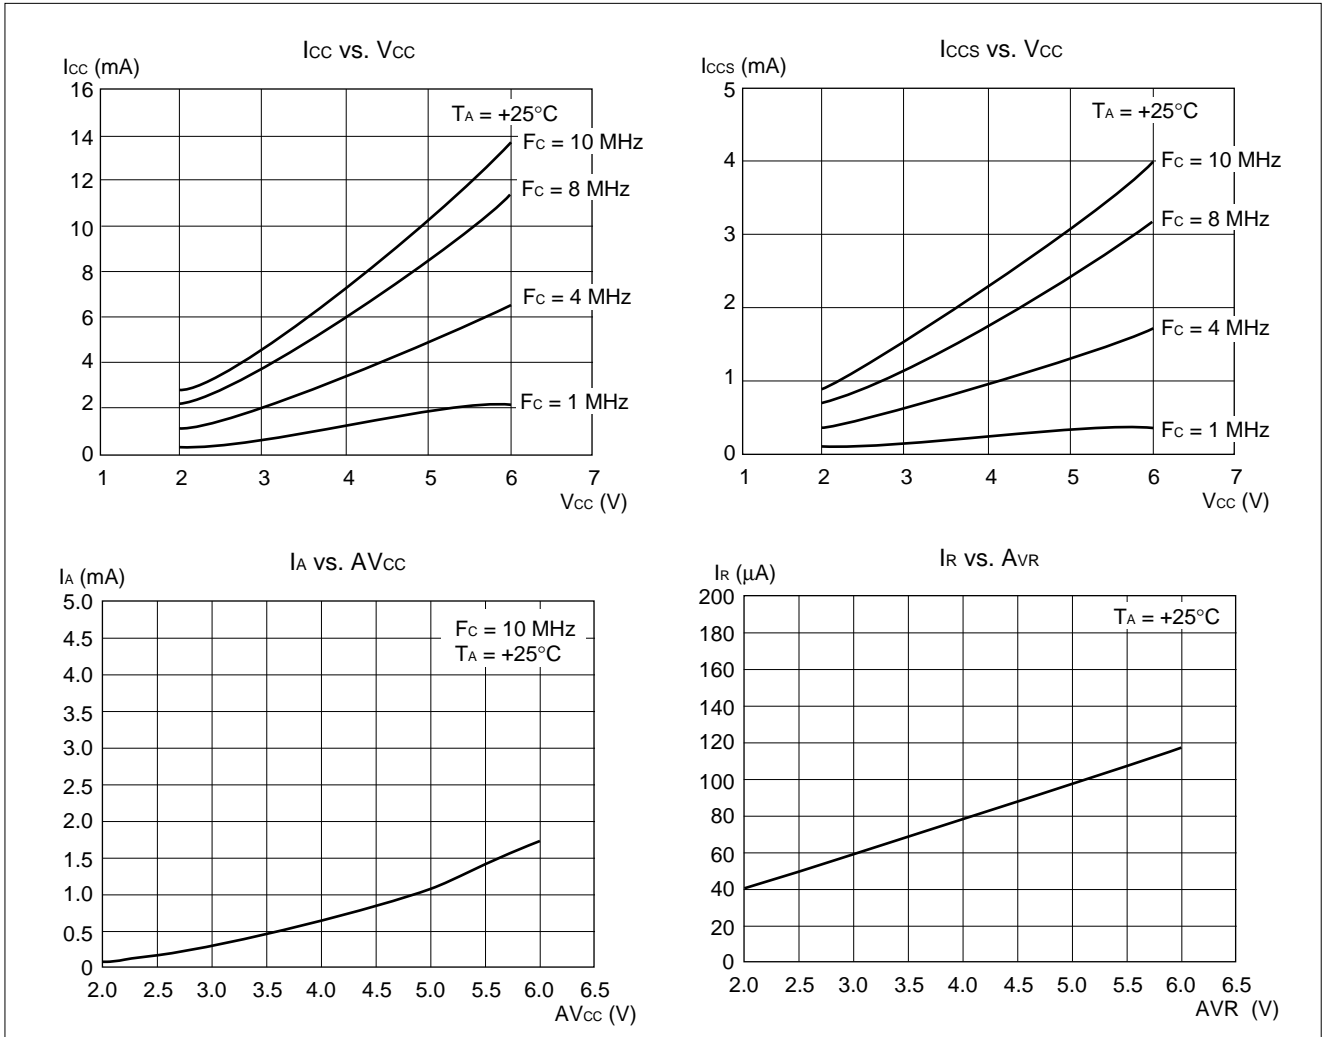 Icc vs. Vcc
Icc (mA)
16
14
12
10
8
6
4
2
0
TA = +25°C
Fc = 10 MHz
Fc = 8 MHz
Fc = 4 MHz
Fc = 1 MHz
1 2 3 4 5 6 7
Vcc (V)
Iccs vs. Vcc
Iccs (mA)
5
4
3
2
1
0
TA = +25°C
Fc = 10 MHz
Fc = 8 MHz
Fc = 4 MHz
Fc = 1 MHz
1 2 3 4 5 6 7
Vcc (V)
IA vs. AVcc
IA (mA)
5.0
4.5
4.0
3.5
3.0
2.5
2.0
1.5
1.0
0.5
0
Fc = 10 MHz
TA = +25°C
2.0 2.5 3.0 3.5 4.0 4.5 5.0 5.5 6.0 6.5
AVcc (V)
IR vs. AVR
IR (µA)
200
180
160
140
120
100
80
60
40
20
0
TA = +25°C
2.0 2.5 3.0 3.5 4.0 4.5 5.0 5.5 6.0 6.5
AVR (V)